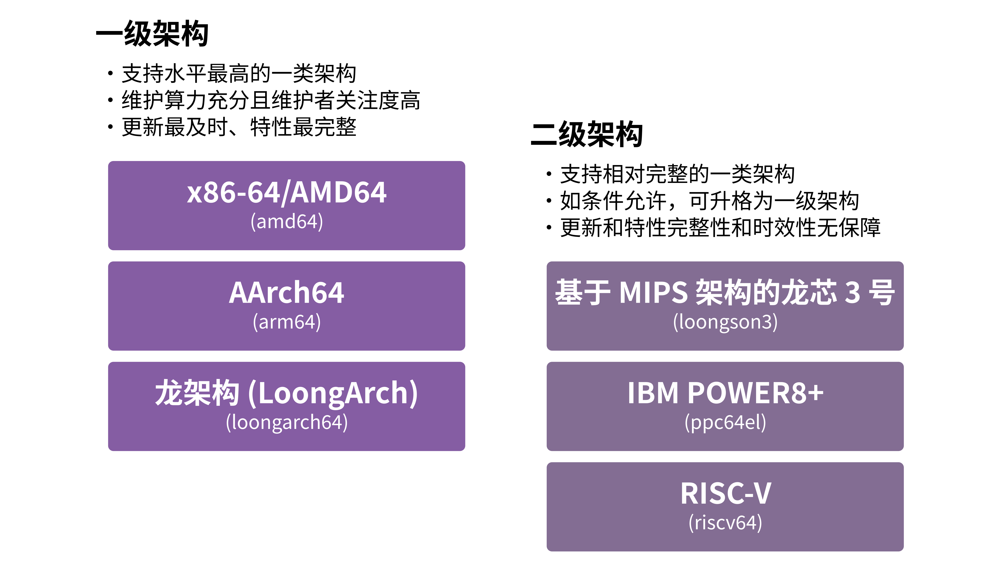 一级架构
• 支持水平最高的一类架构
• 维护算力充分且维护者关注度高
• 更新最及时、特性最完整
x86-64/AMD64
(amd64)
AArch64
(arm64)
龙架构 (LoongArch)
(loongarch64)
二级架构
• 支持相对完整的一类架构
• 如条件允许，可升格为一级架构
• 更新和特性完整性和时效性无保障
基于 MIPS 架构的龙芯 3 号
(loongson3)
IBM POWER8+
(ppc64el)
RISC-V
(riscv64)